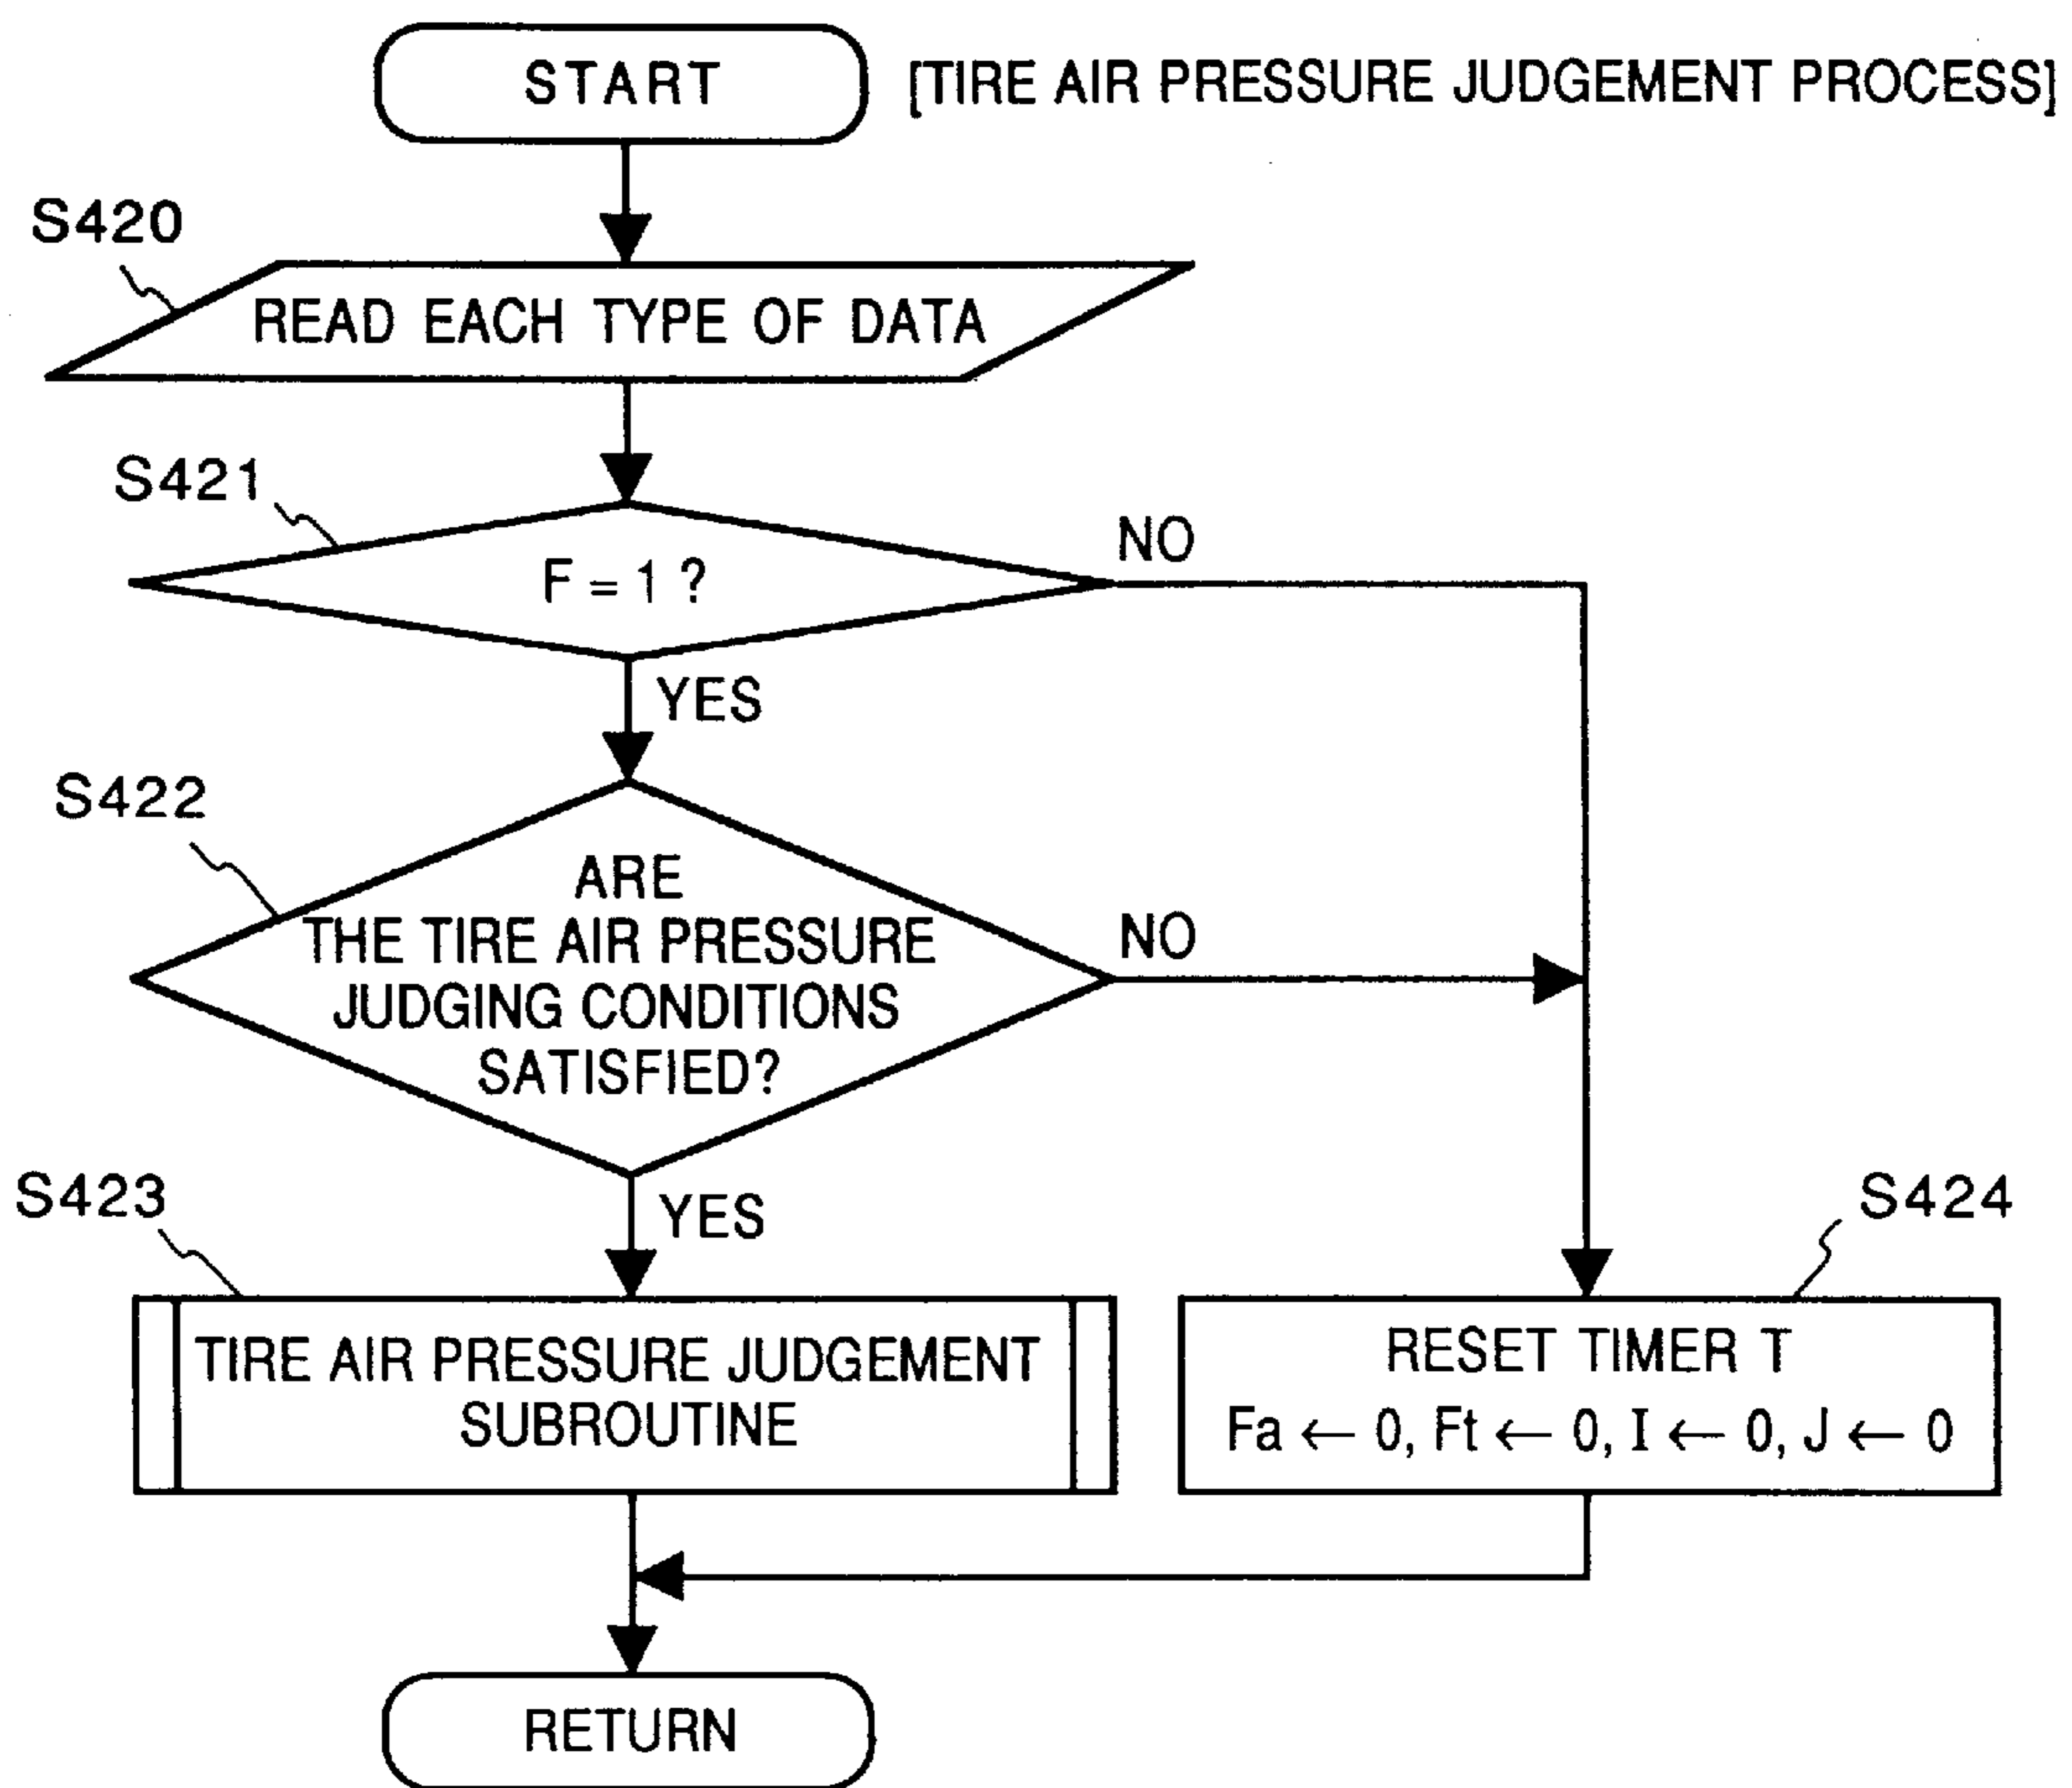 START
[TIRE AIR PRESSURE JUDGEMENT PROCESS]
S420
READ EACH TYPE OF DATA
S421
F = 1 ?
NO
YES
S422
ARE
THE TIRE AIR PRESSURE
JUDGING CONDITIONS
SATISFIED?
NO
YES
S423
TIRE AIR PRESSURE JUDGEMENT
SUBROUTINE
S424
RESET TIMER T
Fa ← 0, Ft ← 0, I ← 0, J ← 0
RETURN